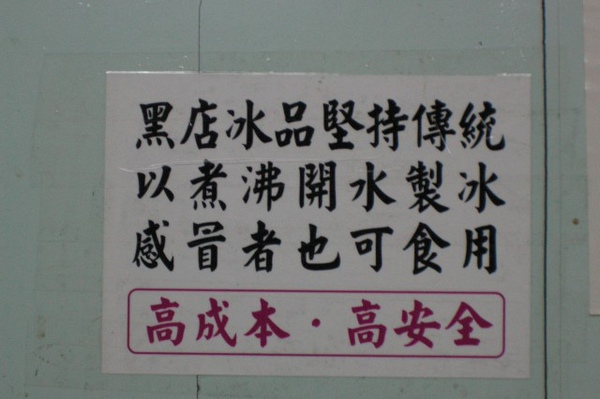 黑店冰品堅持傳統
以煮沸開水製冰
感冒者也可食用
高成本·高安全